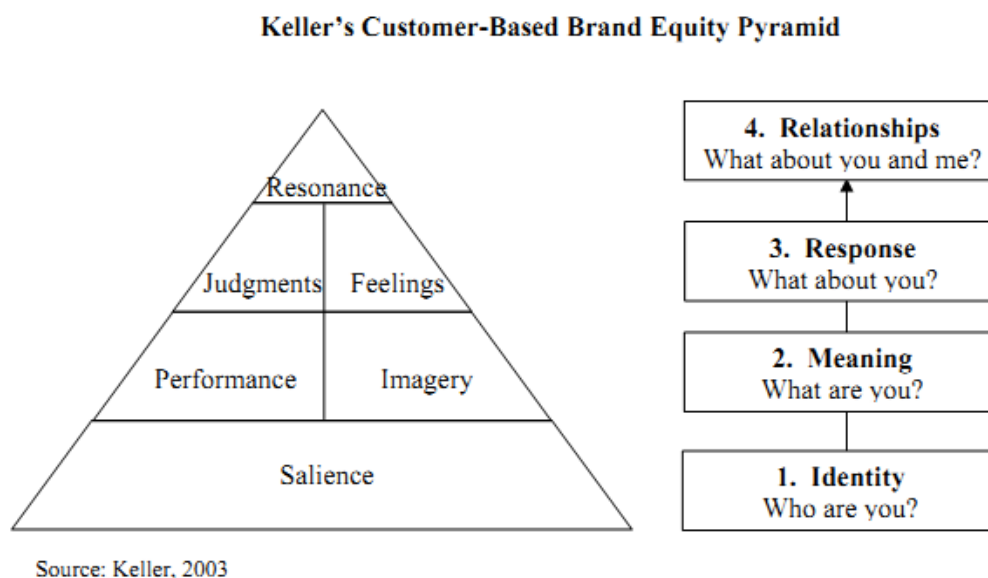 Keller's Customer-Based Brand Equity Pyramid
Resonance
Judgments
Feelings
Performance
Imagery
Salience
4. Relationships
What about you and me?
3. Response
What about you?
2. Meaning
What are you?
1. Identity
Who are you?
Source: Keller, 2003